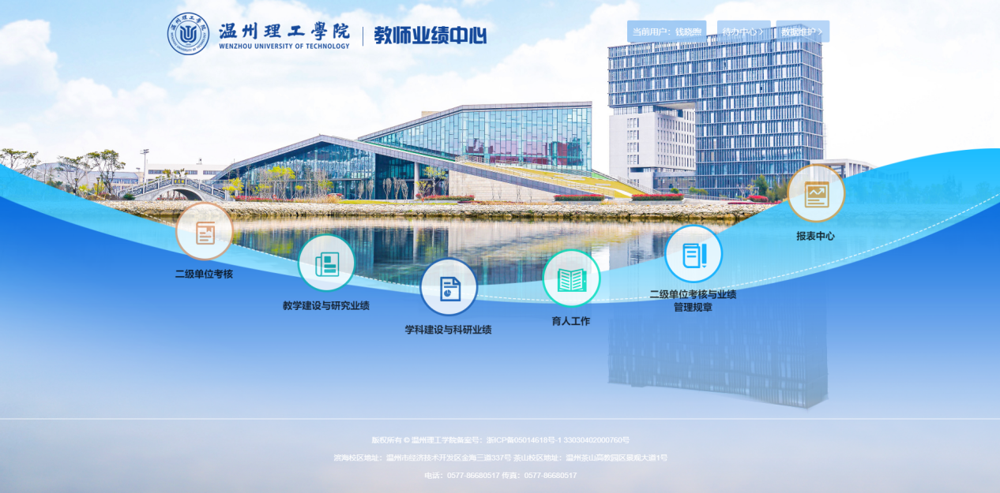 温州理工學院
WENZHOU UNIVERSITY OF TECHNOLOGY
教师业绩中心
当前用户：钱晓煦
待办中心 >
数据维护 >
报表中心
二级单位考核
二级单位考核与业绩
管理规章
教学建设与研究业绩
育人工作
学科建设与科研业绩
版权所有 © 温州理工学院备案号：浙ICP备05014618号-1 33030402000760号
滨海校区地址：温州市经济技术开发区金海三道337号 茶山校区地址：温州茶山高教园区景观大道1号
电话：0577-86680517 传真：0577-86680517